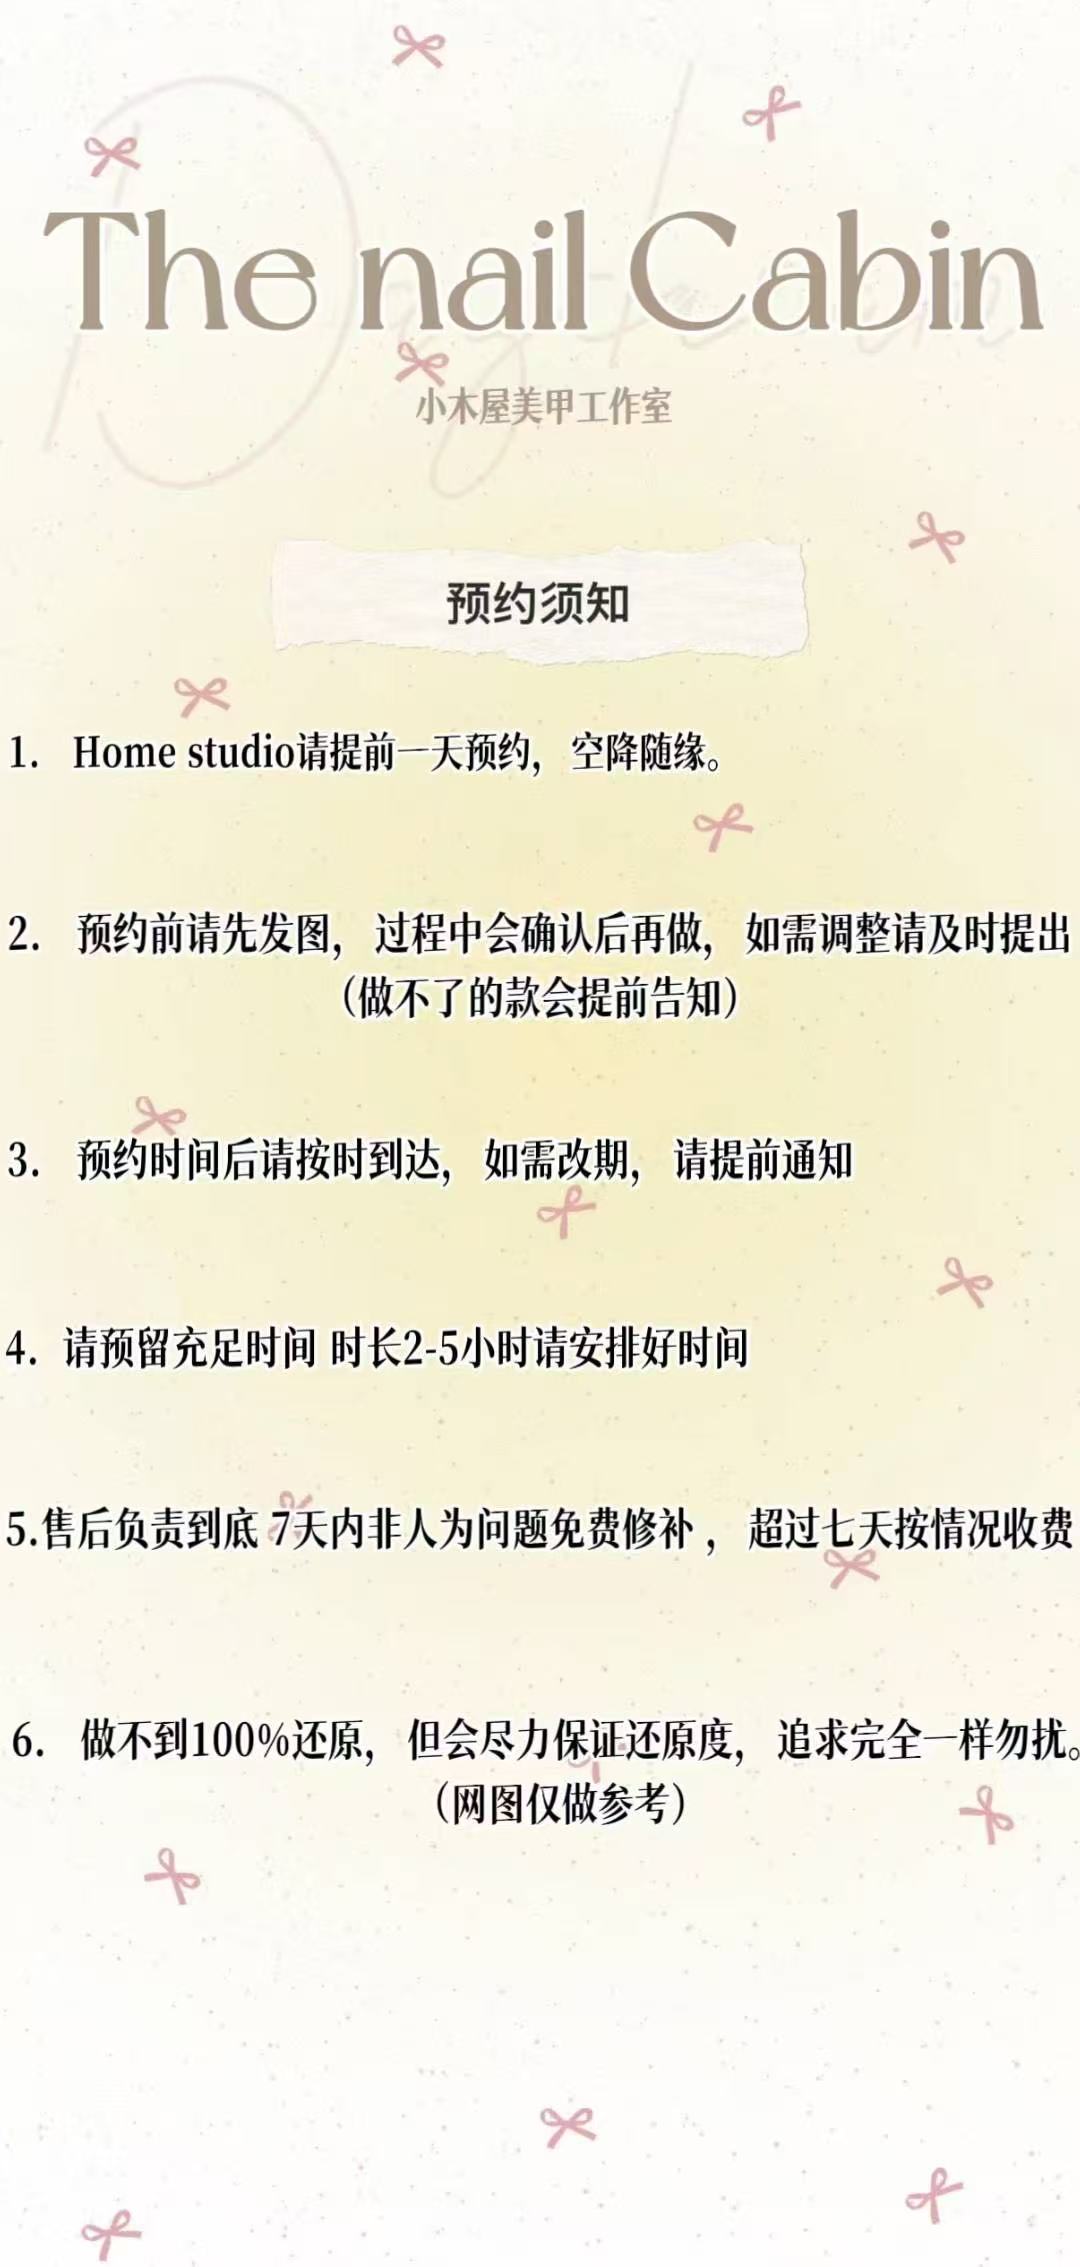 The nail Cabin
小木屋美甲工作室
预约须知
1. Home studio请提前一天预约，空降随缘。
2. 预约前请先发图，过程中会确认后再做，如需调整请及时提出
（做不了的款会提前告知）
3. 预约时间后请按时到达，如需改期，请提前通知
4. 请预留充足时间 时长2-5小时请安排好时间
5.售后负责到底 7天内非人为问题免费修补 ，超过七天按情况收费
6. 做不到100%还原，但会尽力保证还原度，追求完全一样勿扰。
（网图仅做参考）